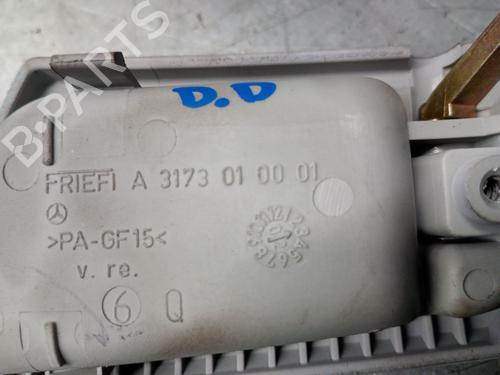 D.D
FRIEFI A 3173 01 00 01
>PA-GF15<
v. re.
6 Q
B-PARTS